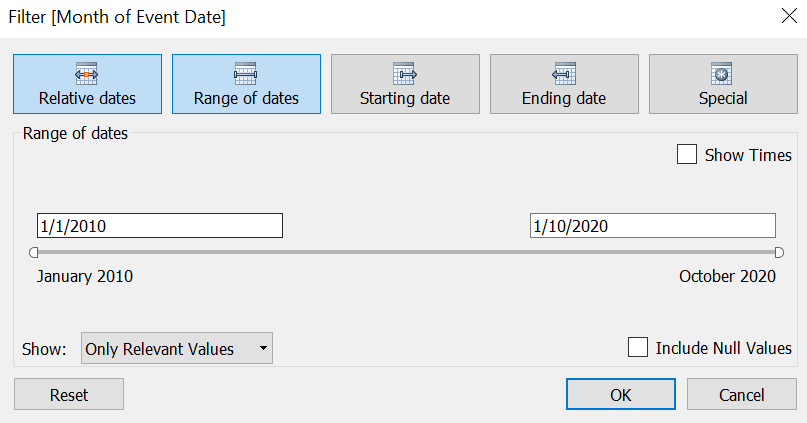 Filter [Month of Event Date]
Relative dates
Range of dates
Starting date
Ending date
Special
Range of dates
Show Times
1/1/2010
1/10/2020
January 2010
October 2020
Show:
Only Relevant Values
Include Null Values
Reset
OK
Cancel